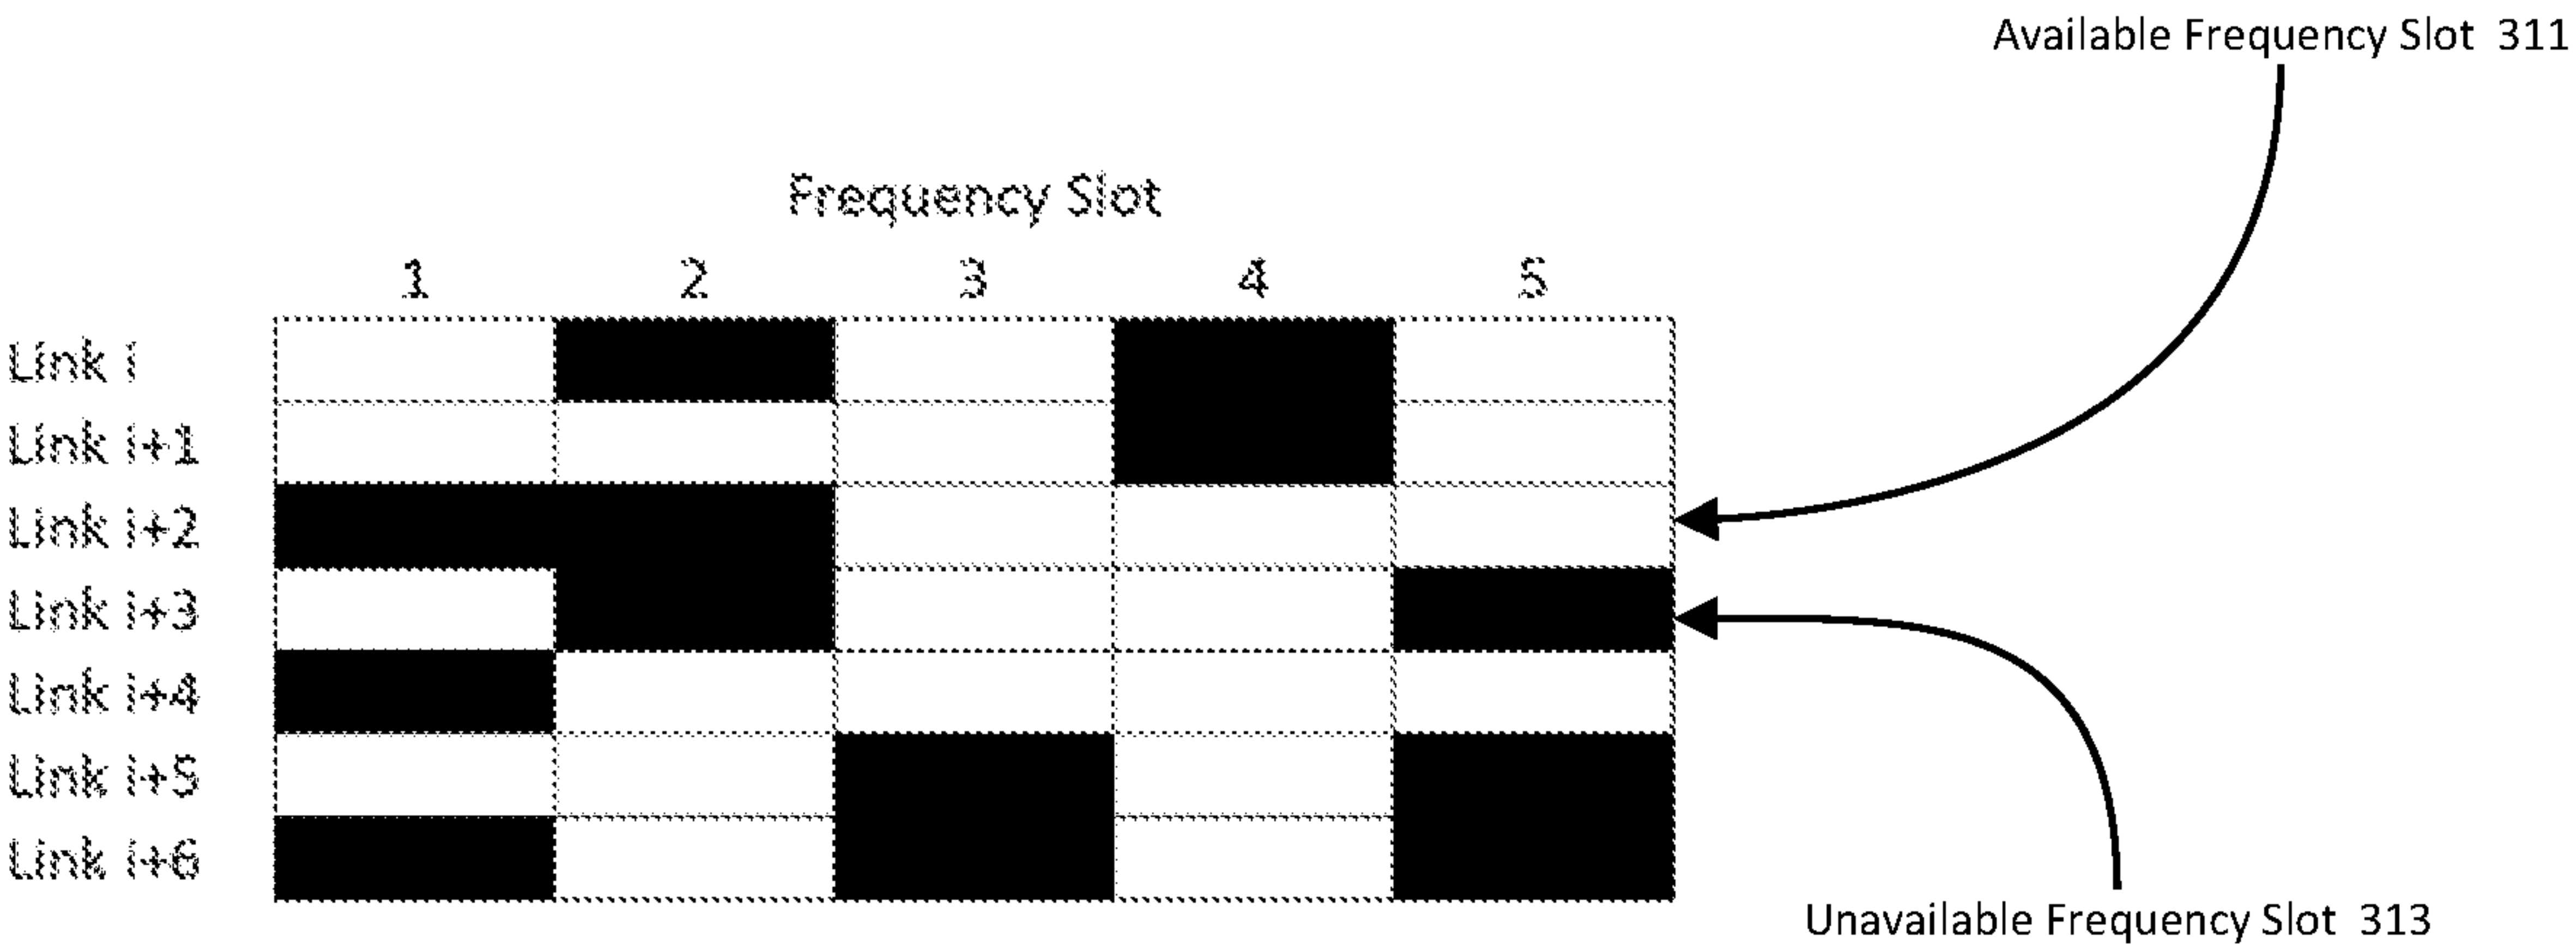 Available Frequency Slot 311
Frequency Slot
1 2 3 4 5
Link i
Link i+1
Link i+2
Link i+3
Link i+4
Link i+5
Link i+6
Unavailable Frequency Slot 313